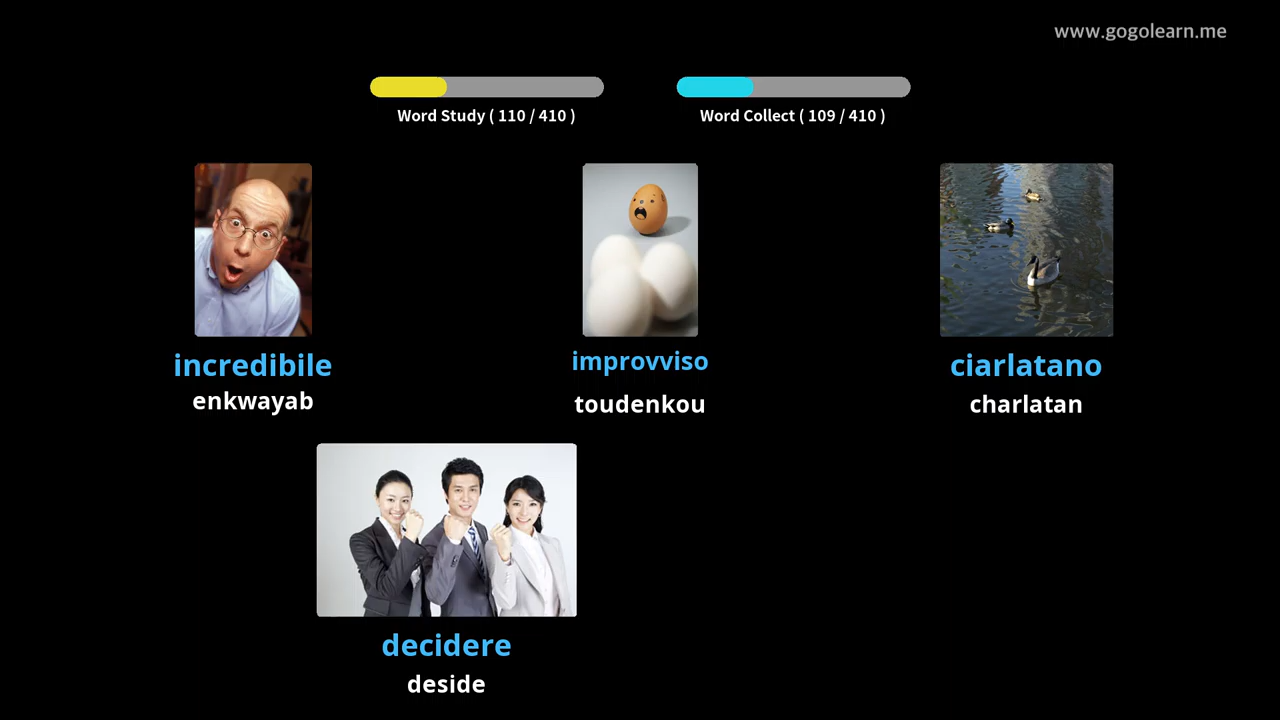 www.gogolearn.me
Word Study ( 110 / 410 )
Word Collect ( 109 / 410 )
incredibile
enkwayab
improvviso
toudenkou
ciarlatano
charlatan
decidere
deside